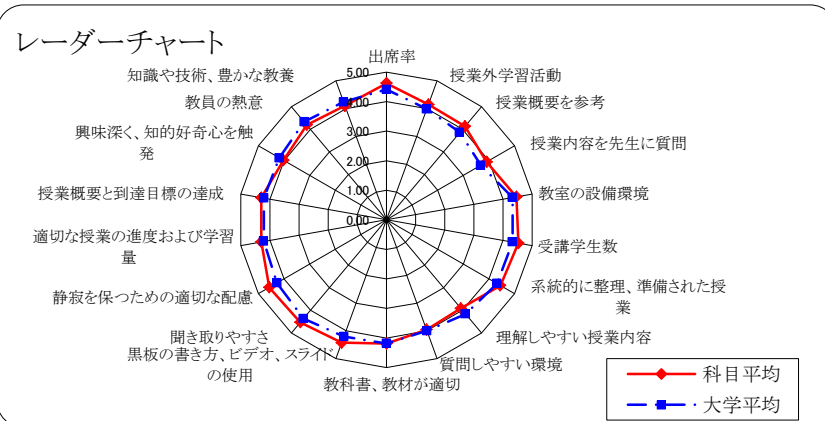 レーダーチャート
出席率
授業外学習活動
授業概要を参考
授業内容を先生に質問
教室の設備環境
受講学生数
系統的に整理、準備された授
業
理解しやすい授業内容
質問しやすい環境
教科書、教材が適切
黒板の書き方、ビデオ、スライド
の使用
聞き取りやすさ
静寂を保つための適切な配慮
適切な授業の進度および学習
量
授業概要と到達目標の達成
興味深く、知的好奇心を触
発
教員の熱意
知識や技術、豊かな教養
5.00
4.00
3.00
2.00
1.00
0.00
科目平均
大学平均